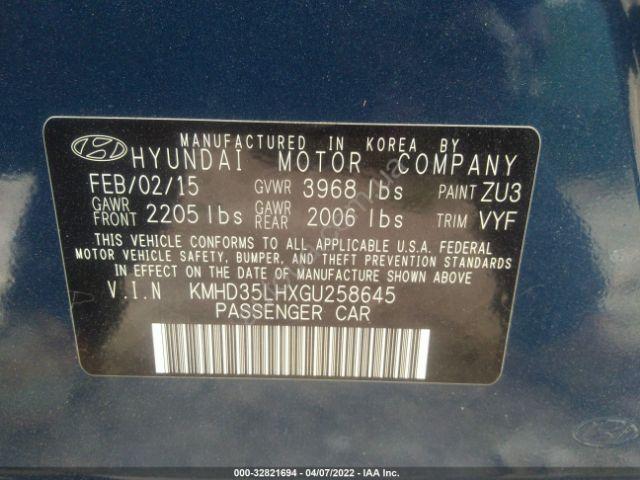 MANUFACTURED IN KOREA BY
HYUNDAI MOTOR COMPANY
FEB/02/15 GVWR 3968 lbs PAINT ZU3
GAWR FRONT 2205 lbs GAWR REAR 2006 lbs TRIM VYF
THIS VEHICLE CONFORMS TO ALL APPLICABLE U.S.A. FEDERAL
MOTOR VEHICLE SAFETY, BUMPER, AND THEFT PREVENTION STANDARDS
IN EFFECT ON THE DATE OF MANUFACTURE SHOWN ABOVE.
V.I.N KMHD35LHXGU258645
PASSENGER CAR
000-32821694 - 04/07/2022 - IAA Inc.